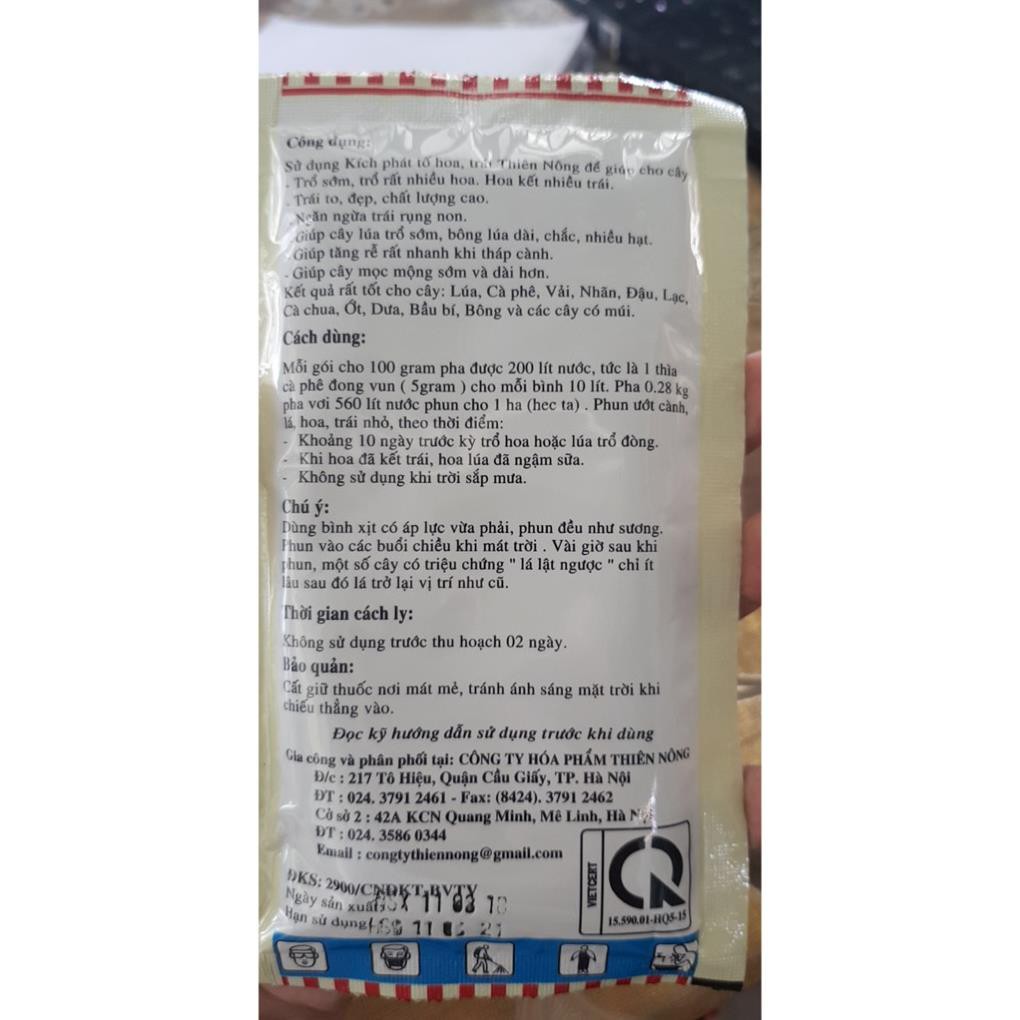 Công dụng:
Sử dụng Kích phát tố hoa, trái Thiên Nông để giúp cho cây
- Trổ sớm, trổ rất nhiều hoa. Hoa kết nhiều trái.
- Trái to, đẹp, chất lượng cao.
- Ngăn ngừa trái rụng non.
- Giúp cây lúa trổ sớm, bông lúa dài, chắc, nhiều hạt.
- Giúp tăng rễ rất nhanh khi tháp cành.
- Giúp cây mọc mộng sớm và dài hơn.
Kết quả rất tốt cho cây: Lúa, Cà phê, Vải, Nhãn, Đậu, Lạc,
Cà chua, Ớt, Dưa, Bầu bí, Bông và các cây có múi.
Cách dùng:
Mỗi gói cho 100 gram pha được 200 lít nước, tức là 1 thìa
cà phê đong vun ( 5gram ) cho mỗi bình 10 lít. Pha 0.28 kg
pha vơi 560 lít nước phun cho 1 ha (hec ta) . Phun ướt cành,
lá, hoa, trái nhỏ, theo thời điểm:
- Khoảng 10 ngày trước kỳ trổ hoa hoặc lúa trổ đòng.
- Khi hoa đã kết trái, hoa lúa đã ngậm sữa.
- Không sử dụng khi trời sắp mưa.
Chú ý:
Dùng bình xịt có áp lực vừa phải, phun đều như sương.
Phun vào các buổi chiều khi mát trời . Vài giờ sau khi
phun, một số cây có triệu chứng " lá lật ngược " chỉ ít
lâu sau đó lá trở lại vị trí như cũ.
Thời gian cách ly:
Không sử dụng trước thu hoạch 02 ngày.
Bảo quản:
Cất giữ thuốc nơi mát mẻ, tránh ánh sáng mặt trời khi
chiếu thẳng vào.
Đọc kỹ hướng dẫn sử dụng trước khi dùng
Gia công và phân phối tại: CÔNG TY HÓA PHẨM THIÊN NÔNG
Đ/c : 217 Tô Hiệu, Quận Cầu Giấy, TP. Hà Nội
ĐT : 024. 3791 2461 - Fax: (8424). 3791 2462
Cở sở 2 : 42A KCN Quang Minh, Mê Linh, Hà Nội
ĐT : 024. 3586 0344
Email : congtythiennong@gmail.com
ĐKS: 2900/CNĐKT-BVTV
Ngày sản xuất: NSX 11 03 18
Hạn sử dụng: HSD 11 03 21
VIETCERT
15.590.01-HQ5-15